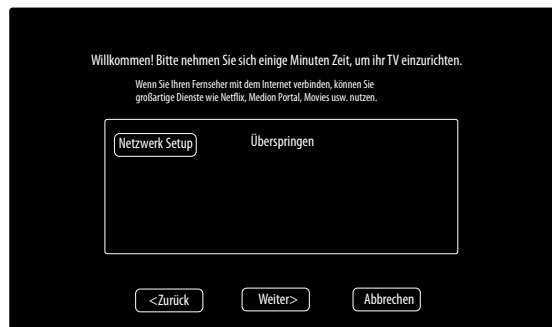 Willkommen! Bitte nehmen Sie sich einige Minuten Zeit, um ihr TV einzurichten.
Wenn Sie Ihren Fernseher mit dem Internet verbinden, können Sie
großartige Dienste wie Netflix, Medion Portal, Movies usw. nutzen.
Netzwerk Setup Überspringen
<Zurück Weiter> Abbrechen